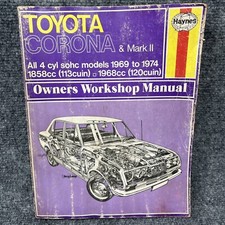 TOYOTA
CORONA & Mark II
Haynes
All 4 cyl sohc models 1969 to 1974
1858cc (113cuin) □ 1968cc (120cuin)
Owners Workshop Manual